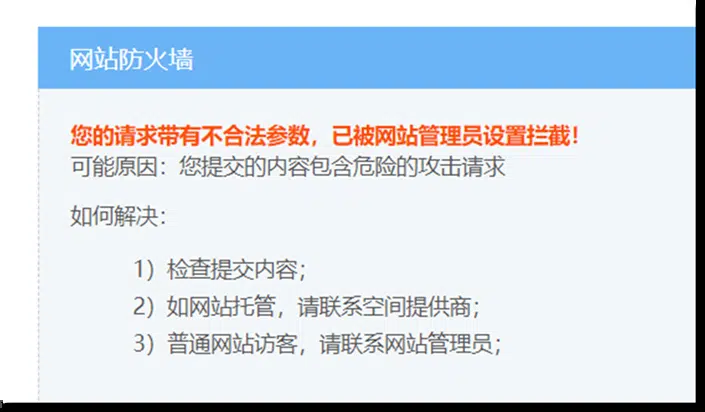 网站防火墙
您的请求带有不合法参数，已被网站管理员设置拦截！
可能原因：您提交的内容包含危险的攻击请求
如何解决：
1）检查提交内容；
2）如网站托管，请联系空间提供商；
3）普通网站访客，请联系网站管理员；